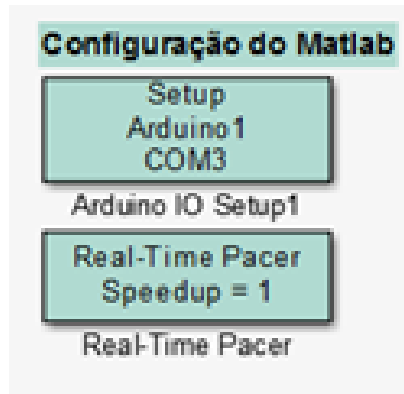 Configuração do Matlab
Setup
Arduino1
COM3
Arduino IO Setup1
Real-Time Pacer
Speedup = 1
Real-Time Pacer